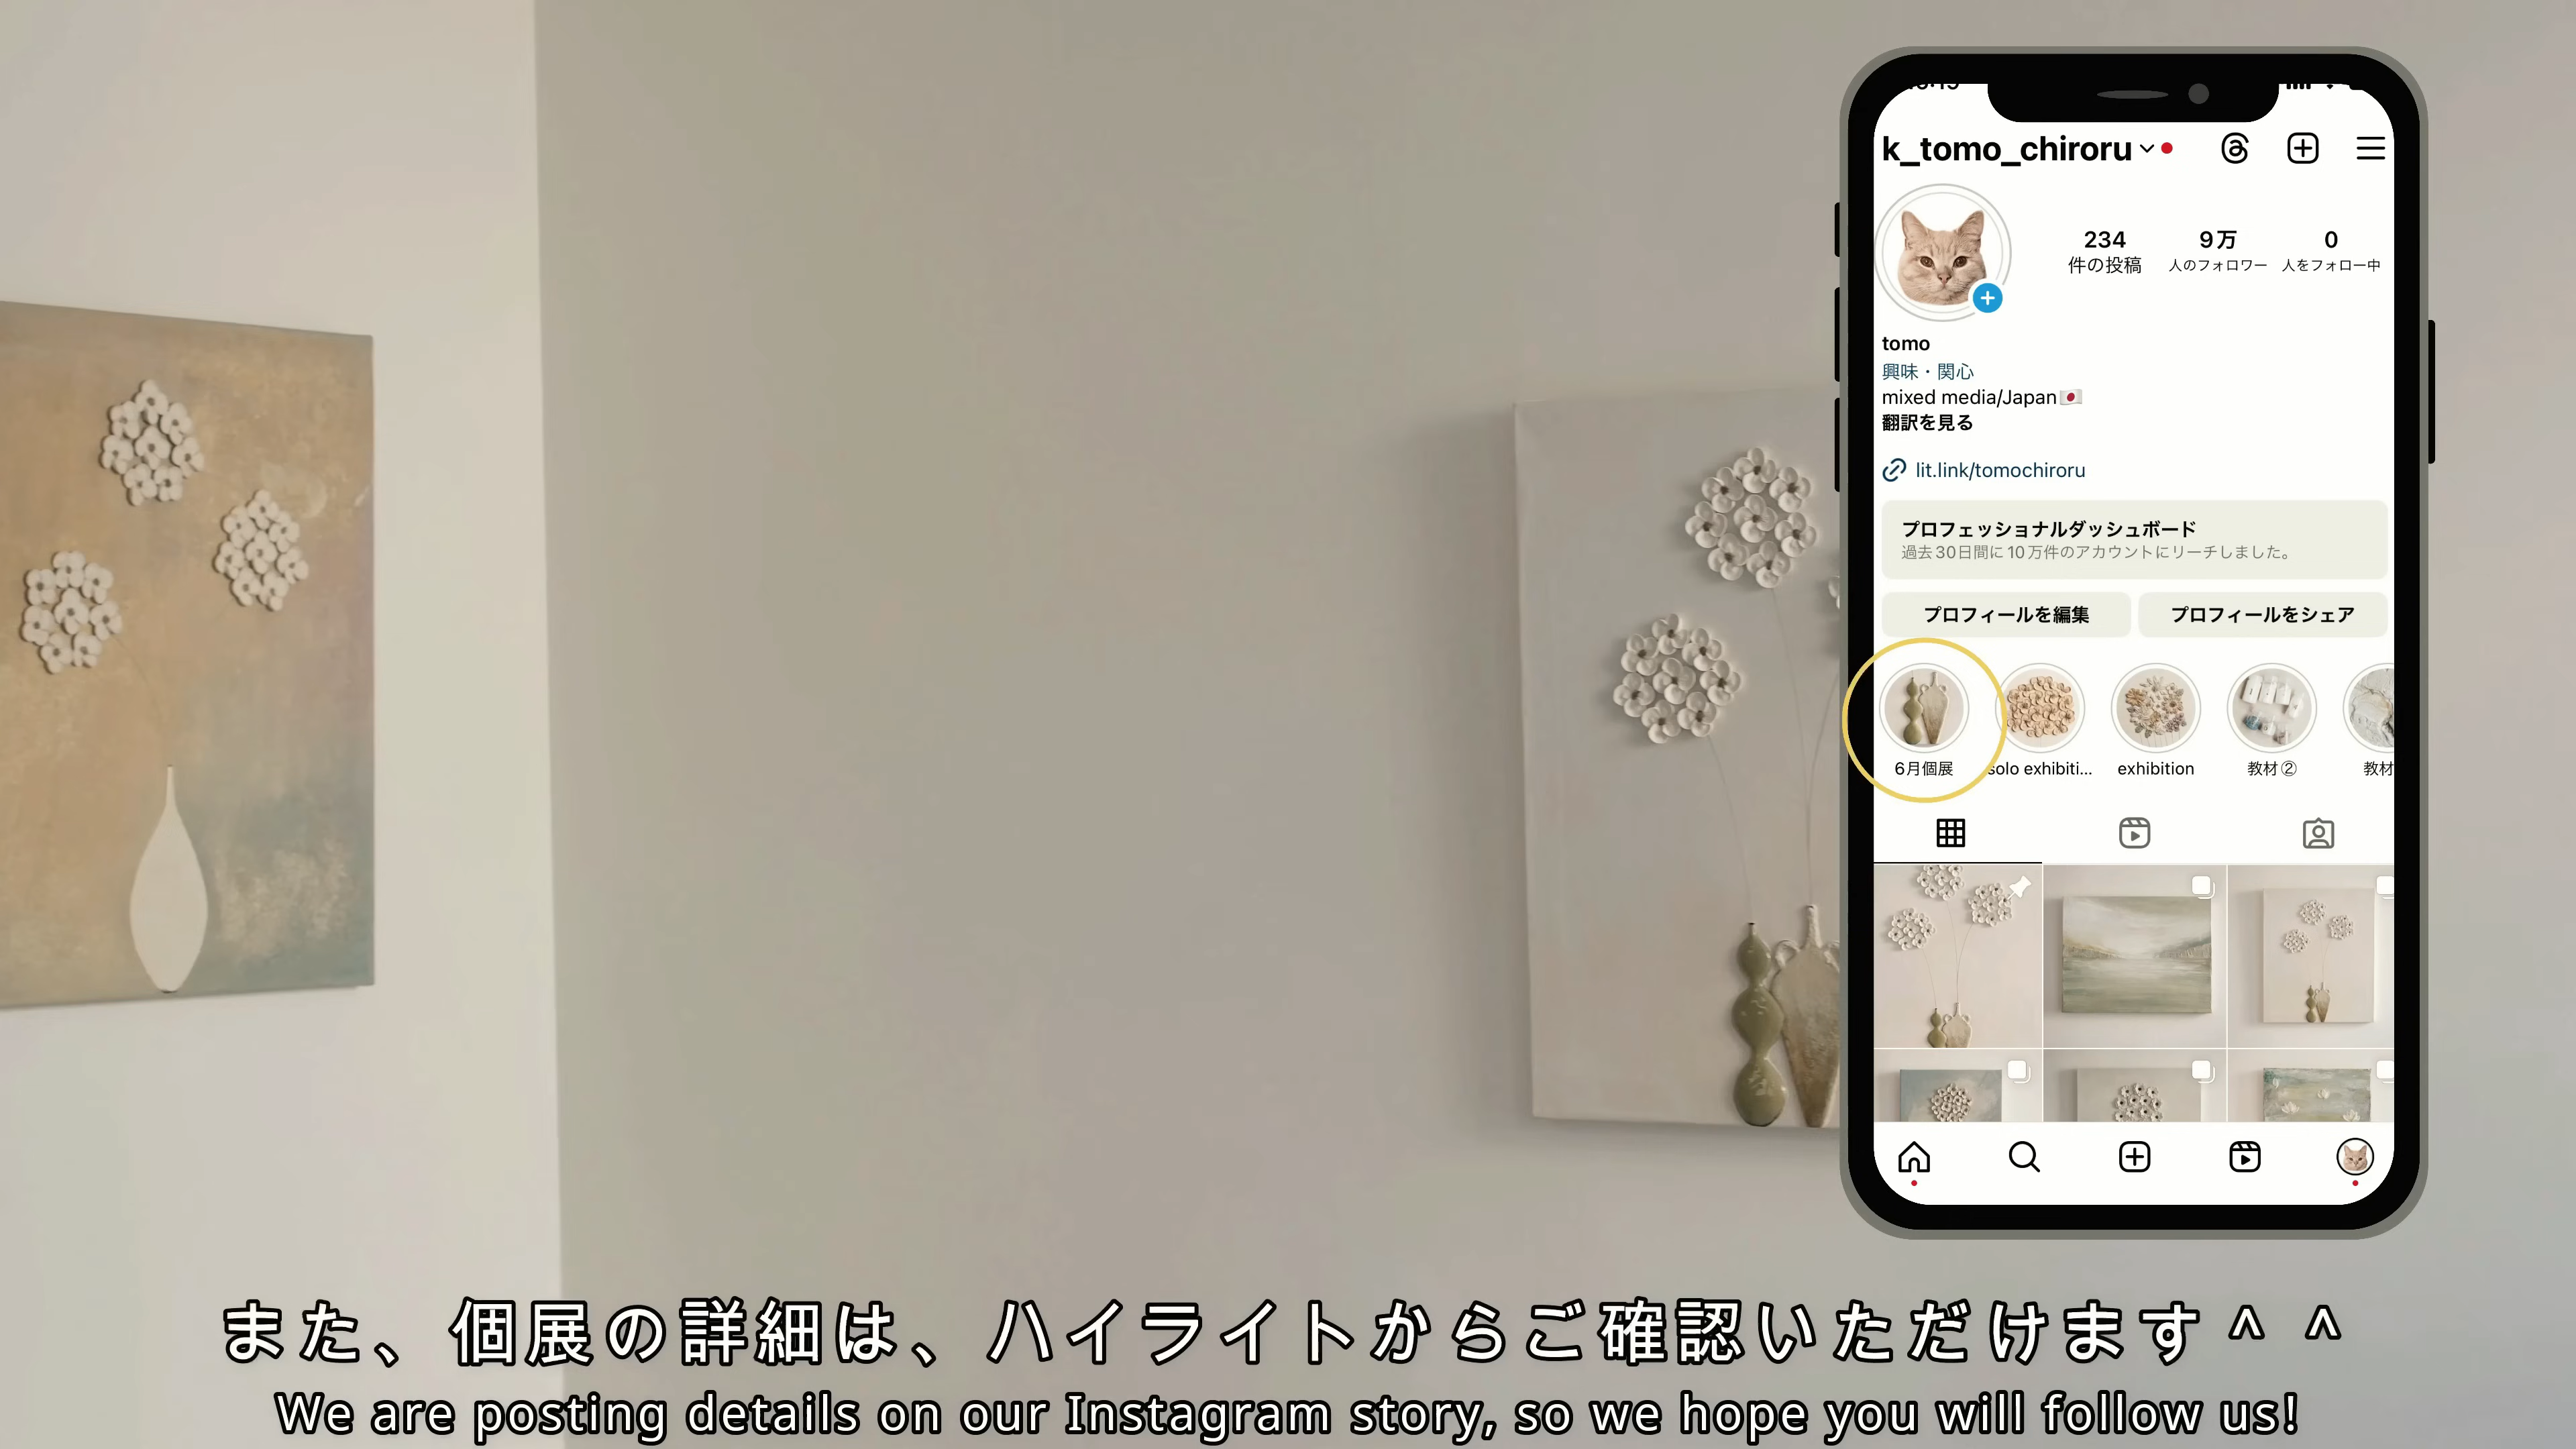 k_tomo_chiroru
234
9万
0
件の投稿
人のフォロワー
人をフォロー中
tomo
興味・関心
mixed media/Japan🇯🇵
翻訳を見る
lit.link/tomochiroru
プロフェッショナルダッシュボード
過去30日間に10万件のアカウントにリーチしました。
プロフィールを編集
プロフィールをシェア
6月個展
solo exhibiti...
exhibition
教材②
教材
また、個展の詳細は、ハイライトからご確認いただけます^ ^
We are posting details on our Instagram story, so we hope you will follow us!